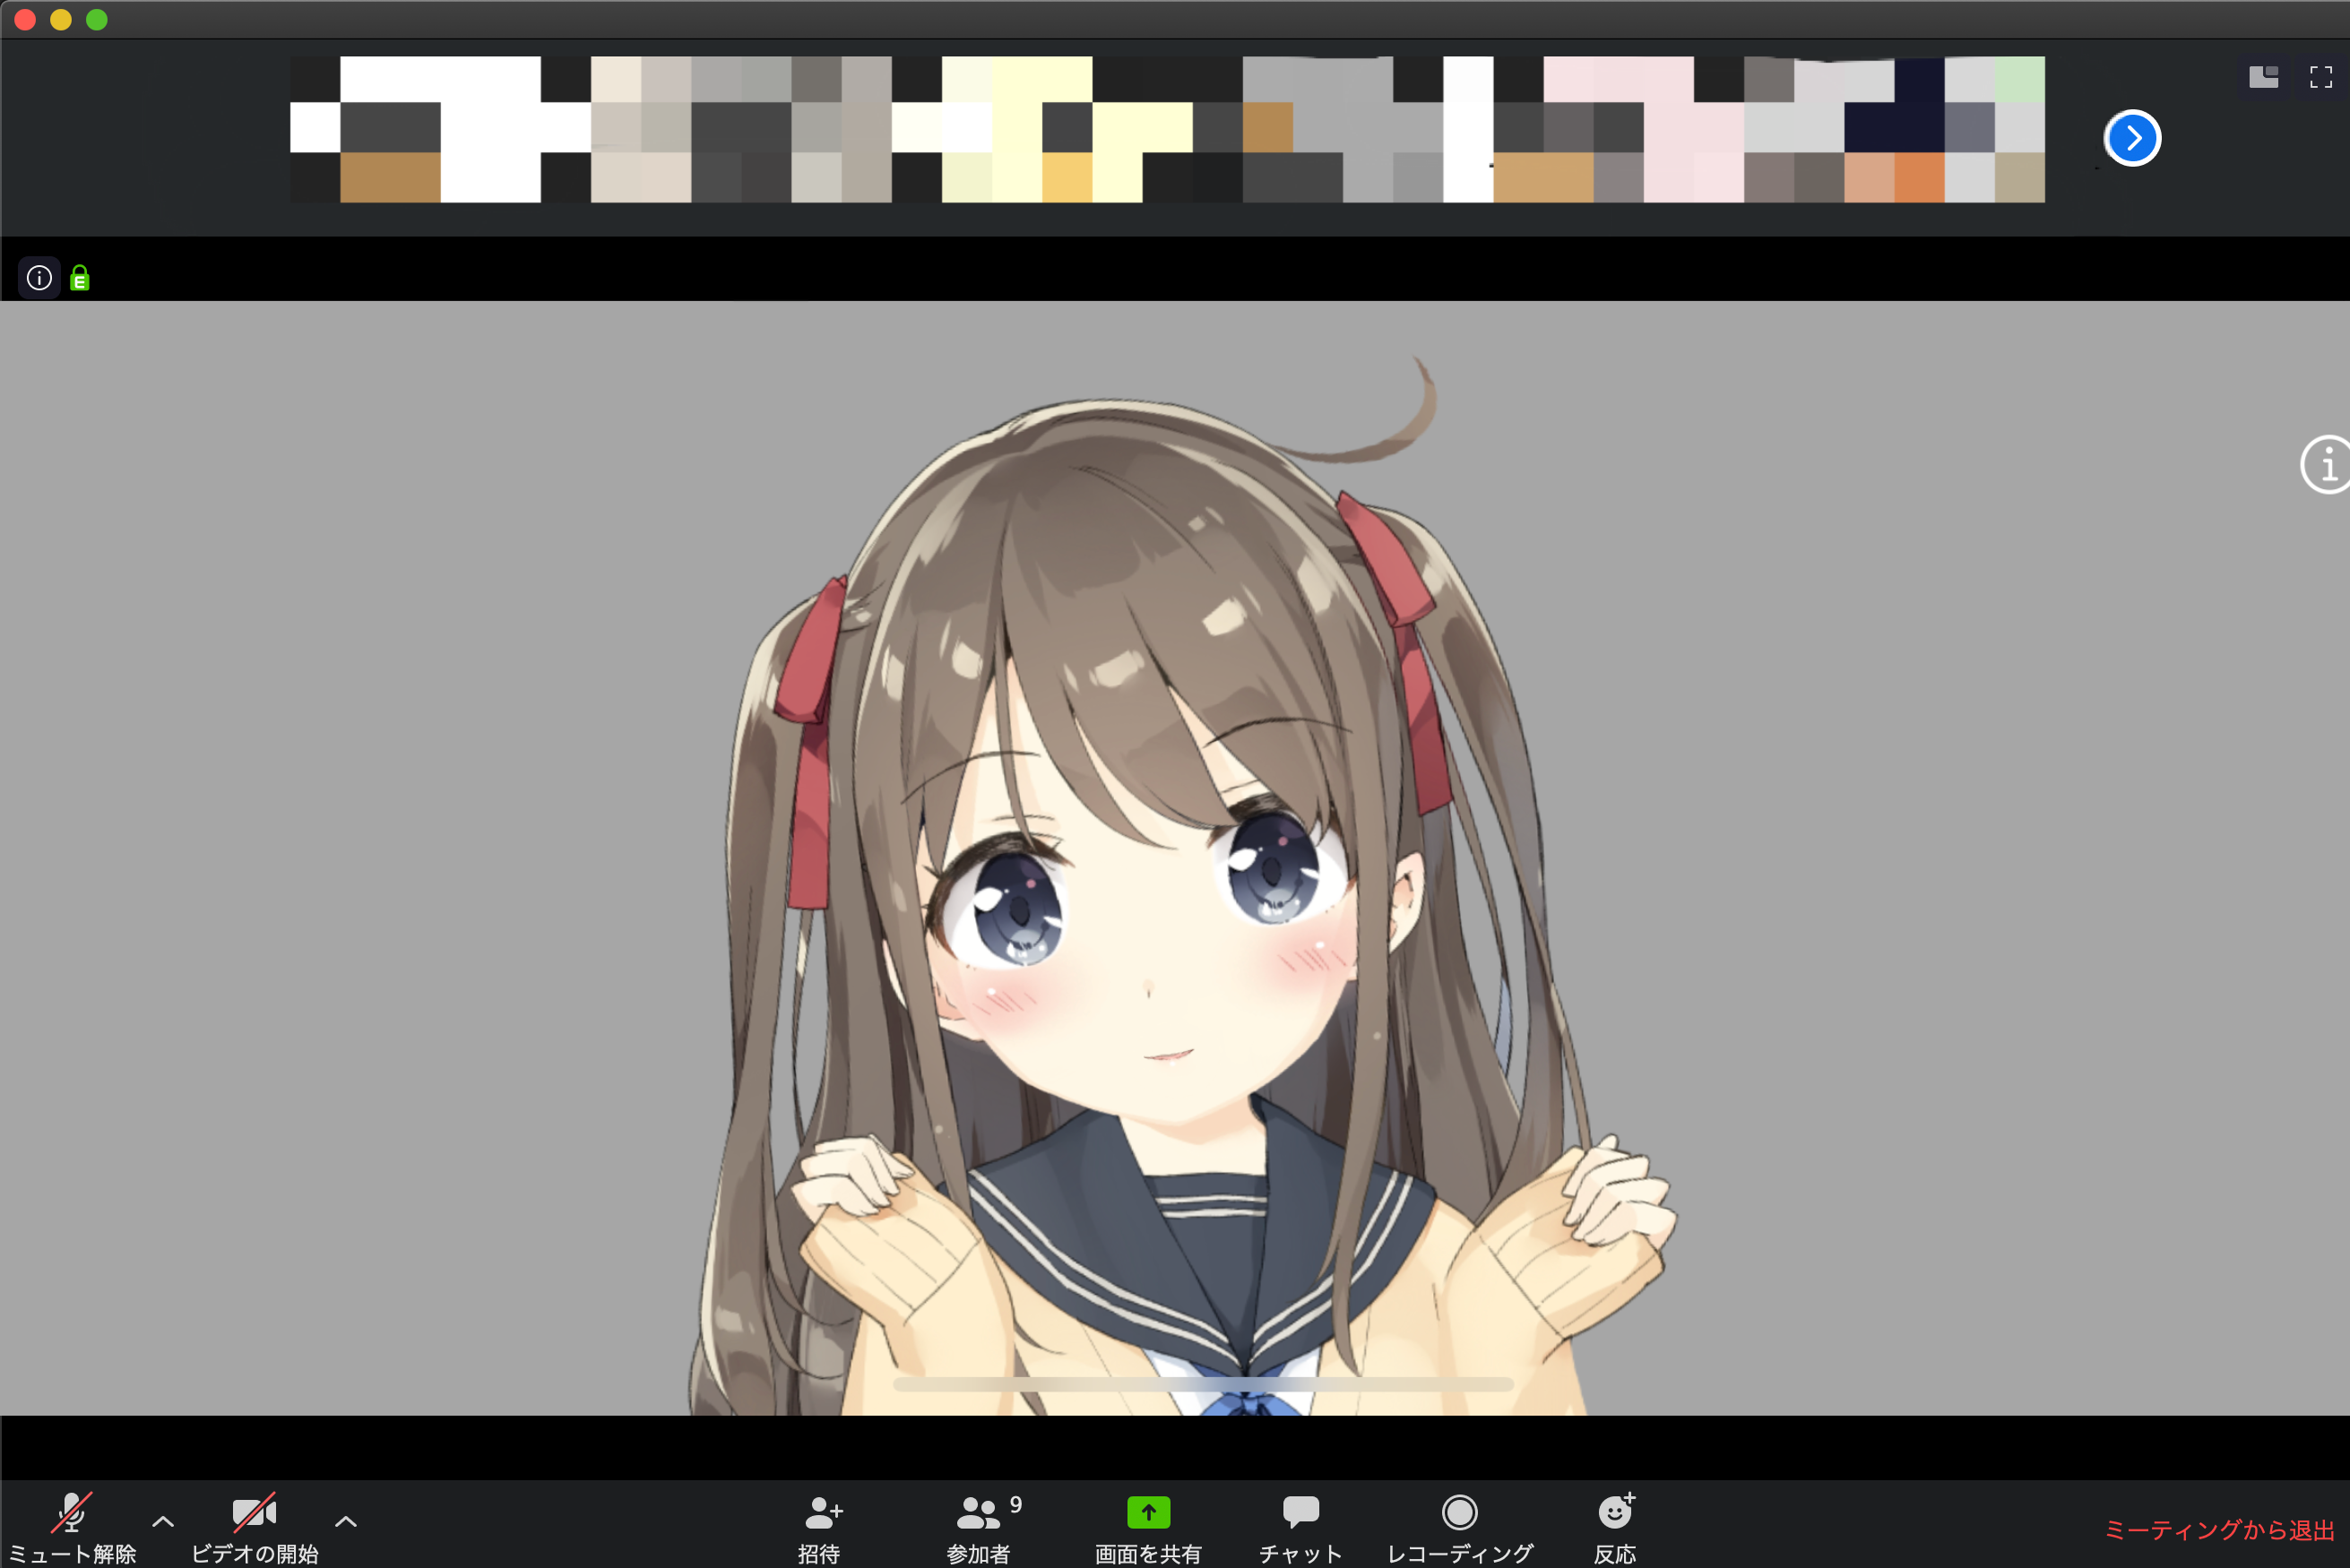 E
ミュート解除
ビデオの開始
招待
参加者
9
画面を共有
チャット
レコーディング
反応
ミーティングから退出